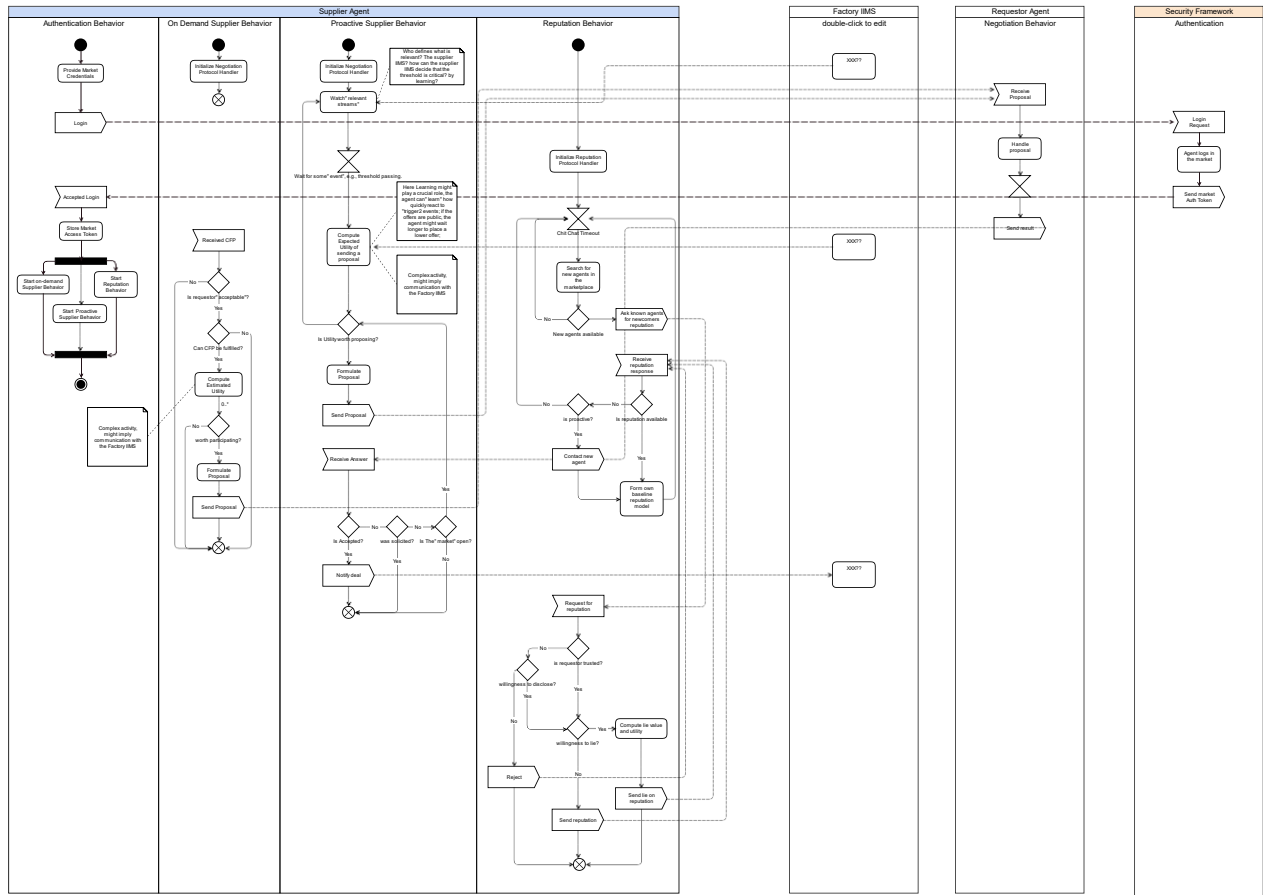 Supplier Agent
Factory IIMS
Requestor Agent
Security Framework
Authentication Behavior
On Demand Supplier Behavior
Proactive Supplier Behavior
Reputation Behavior
double-click to edit
Negotiation Behavior
Authentication
Provide Market
Credentials
Login
Accepted Login
Store Market
Access Token
Start on-demand
Supplier Behavior
Start
Reputation
Behavior
Start Proactive
Supplier Behavior
Complex activity,
might imply
communication with
the Factory IIMS
Initialize Negotiation
Protocol Handler
Received CFP
No
Is requestor"acceptable"?
Yes
No
Can CFP be fulfilled?
Yes
Compute
Estimated
Utility
0..*
No
worth participating?
Yes
Formulate
Proposal
Send Proposal
Initialize Negotiation
Protocol Handler
Who defines what is
relevant? The supplier
IIMS? how can the supplier
IIMS decide that the
threshold is critical? by
learning?
Watch" relevant
streams"
Wait for some" event", e.g., threshold passing.
Here Learning might
play a crucial role, the
agent can" learn" how
quickly react to
"trigger2 events; if the
offers are public, the
agent might wait
longer to place a
lower offer;
Compute
Expected
Utility of
sending a
proposal
Complex activity,
might imply
communication with
the Factory IIMS
Is Utility worth proposing?
Formulate
Proposal
Send Proposal
Receive Answer
Yes
No
No
Is Accepted?
was solicited?
Is The" market" open?
Yes
Yes
No
Notify deal
Initialize Reputation
Protocol Handler
Chit Chat Timeout
Search for
new agents in
the
marketplace
No
New agents available
Ask known agents
for newcomers
reputation
Receive
reputation
response
No
No
is proactive?
Is reputation available
Yes
Yes
Contact new
agent
Form own
baseline
reputation
model
Request for
reputation
No
is requestor trusted?
willingness to disclose?
Yes
Yes
No
Yes
willingness to lie?
Compute lie value
and utility
No
Reject
Send lie on
reputation
Send reputation
XXX??
XXX??
XXX??
Receive
Proposal
Handle
proposal
Send result
Login
Request
Agent logs in
the market
Send market
Auth Token